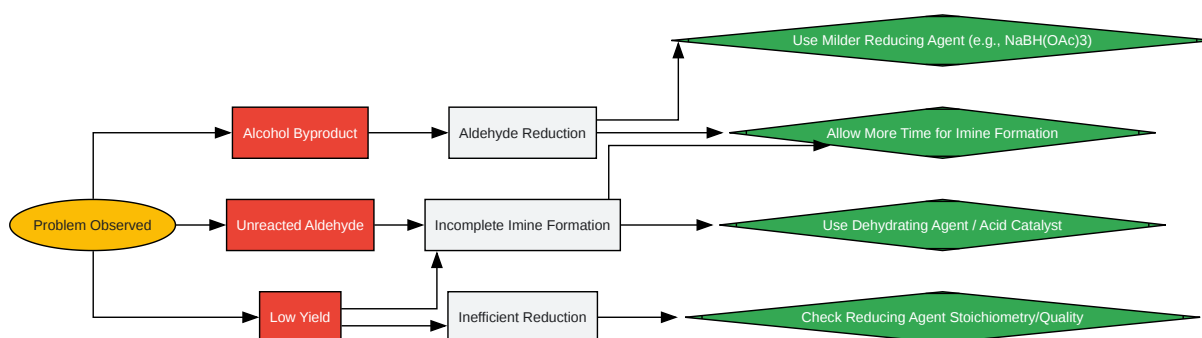 Use Milder Reducing Agent (e.g., NaBH(OAc)3)
Alcohol Byproduct
Aldehyde Reduction
Allow More Time for Imine Formation
Problem Observed
Unreacted Aldehyde
Incomplete Imine Formation
Use Dehydrating Agent / Acid Catalyst
Low Yield
Inefficient Reduction
Check Reducing Agent Stoichiometry/Quality